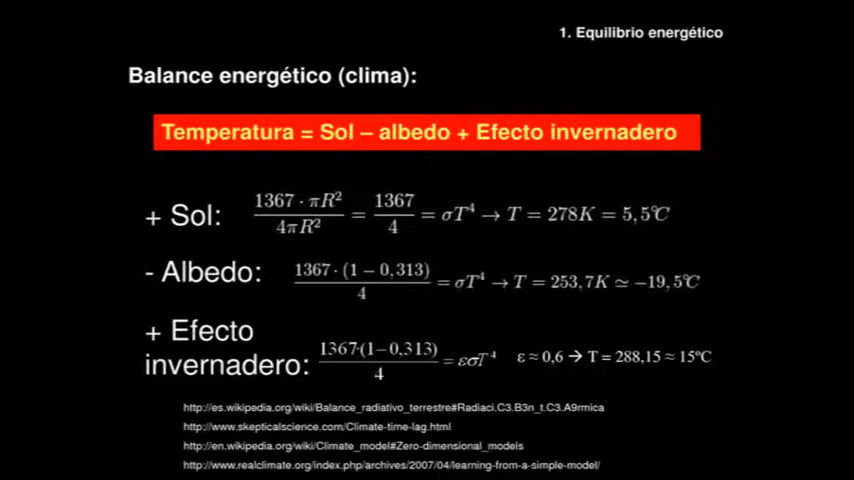 1. Equilibrio energético
Balance energético (clima):
Temperatura = Sol – albedo + Efecto invernadero
+ Sol: 1367 · πR² / 4πR² = 1367 / 4 = σT⁴ → T = 278K = 5,5°C
- Albedo: 1367 · (1 − 0,313) / 4 = σT⁴ → T = 253,7K ≃ −19,5°C
+ Efecto
invernadero: 1367·(1−0,313) / 4 = εσT⁴ ε ≈ 0,6 → T = 288,15 ≈ 15ºC
http://es.wikipedia.org/wiki/Balance_radiativo_terrestre#Radiaci.C3.B3n_t.C3.A9rmica
http://www.skepticalscience.com/Climate-time-lag.html
http://en.wikipedia.org/wiki/Climate_model#Zero-dimensional_models
http://www.realclimate.org/index.php/archives/2007/04/learning-from-a-simple-model/